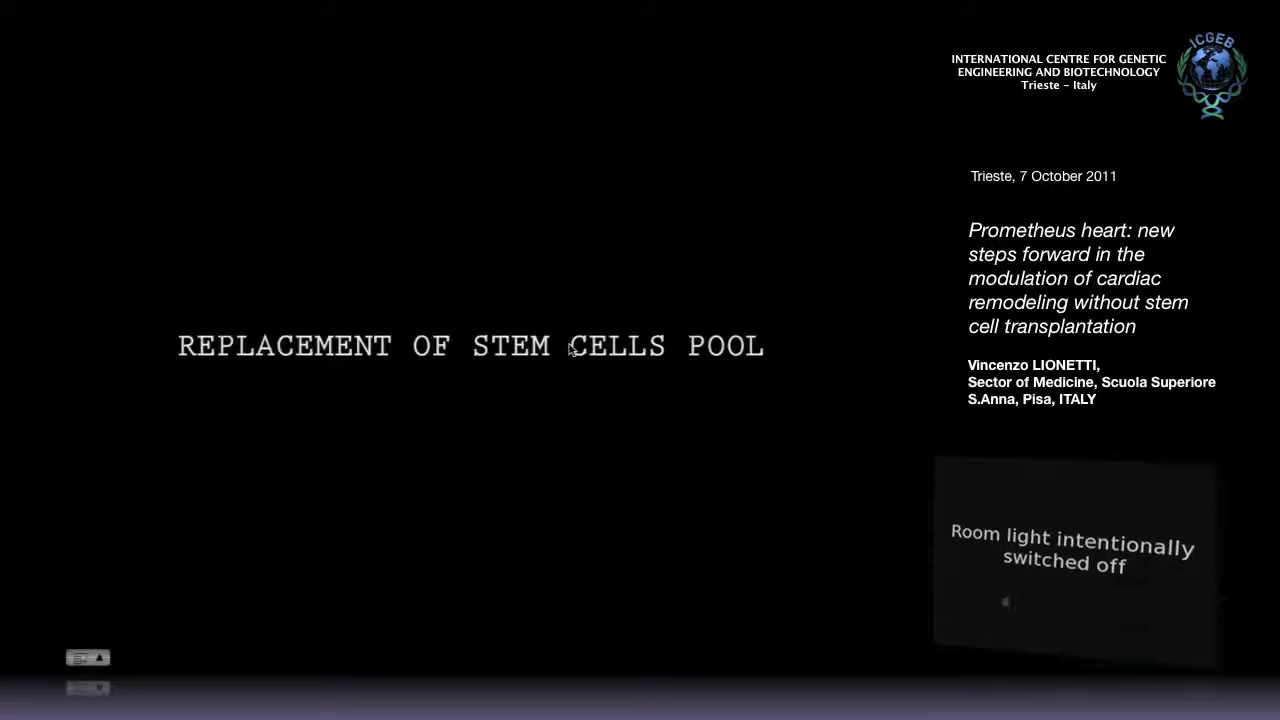 INTERNATIONAL CENTRE FOR GENETIC
ENGINEERING AND BIOTECHNOLOGY
Trieste - Italy
ICGEB
Trieste, 7 October 2011
Prometheus heart: new
steps forward in the
modulation of cardiac
remodeling without stem
cell transplantation
Vincenzo LIONETTI,
Sector of Medicine, Scuola Superiore
S.Anna, Pisa, ITALY
REPLACEMENT OF STEM CELLS POOL
Room light intentionally
switched off